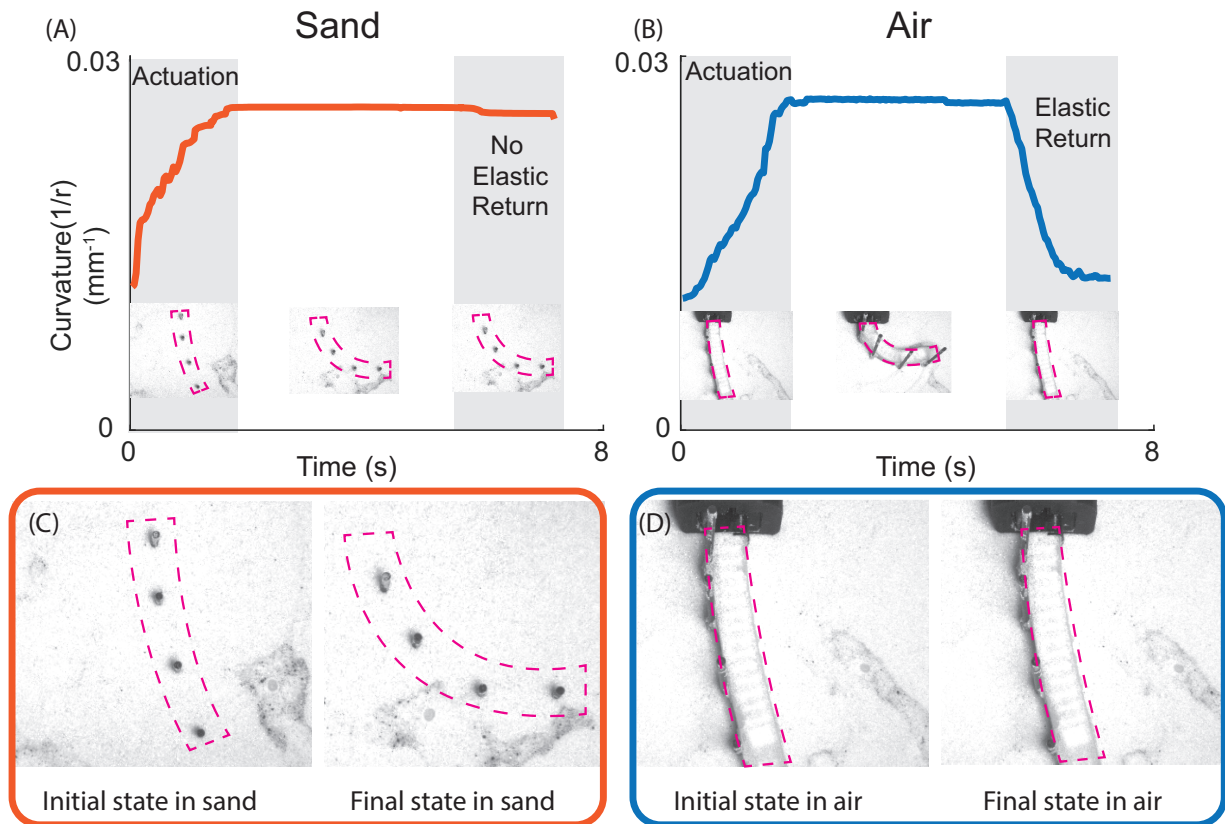 (A)
Sand
0.03
Actuation
No
Elastic
Return
Curvature(1/r)
(mm⁻¹)
0
0
8
Time (s)
(B)
Air
0.03
Actuation
Elastic
Return
0
0
8
Time (s)
(C)
Initial state in sand
Final state in sand
(D)
Initial state in air
Final state in air